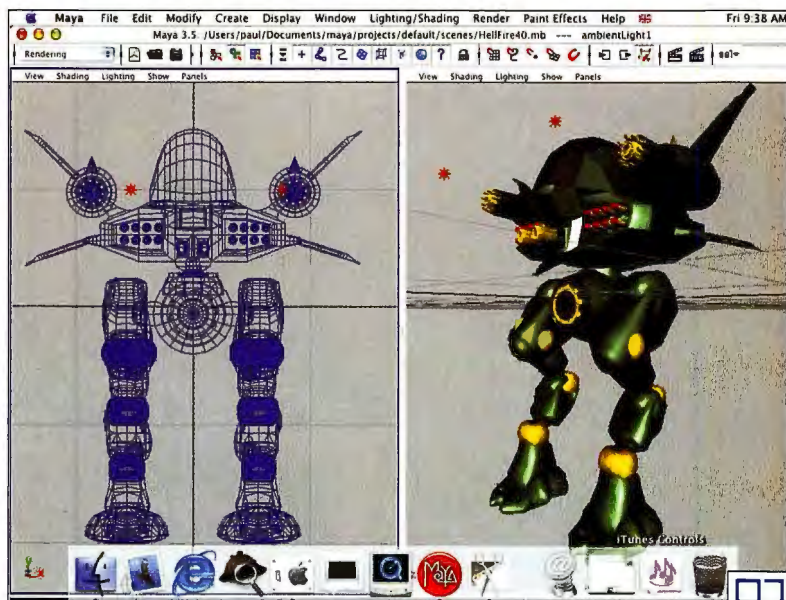 Maya File Edit Modify Create Display Window Lighting/Shading Render Paint Effects Help Fri 9:38 AM
Maya 3.5 /Users/paul/Documents/maya/projects/default/scenes/HellFire40.mb --- ambientLight1
Rendering
View Shading Lighting Show Panels
View Shading Lighting Show Panels
iTunes Controls
MAYA